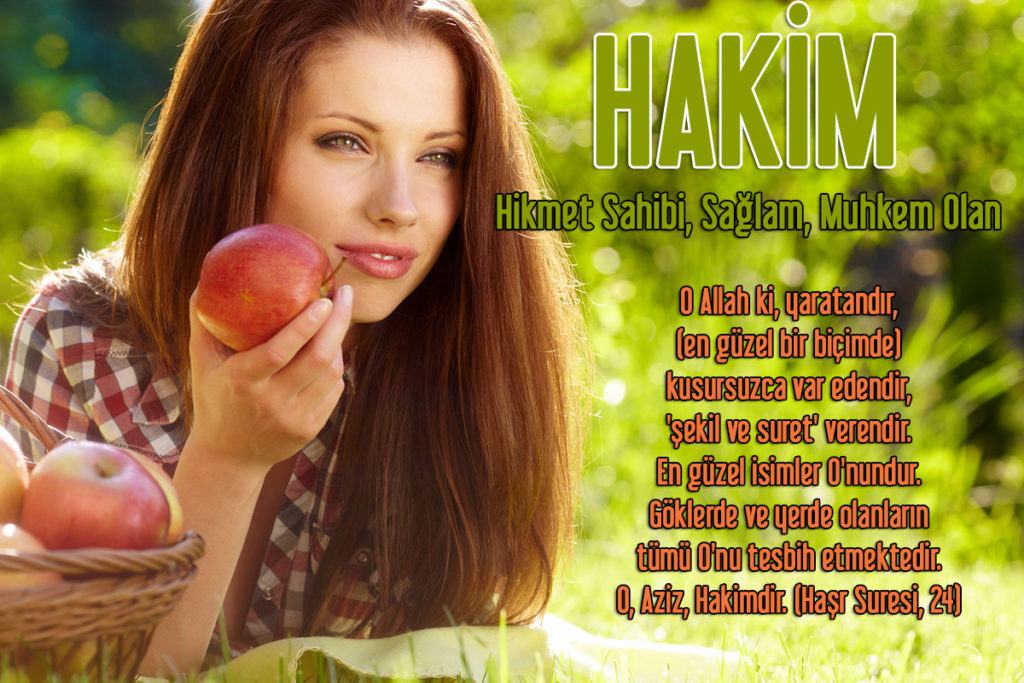 HAKİM
Hikmet Sahibi, Sağlam, Muhkem Olan
O Allah ki, yaratandır,
(en güzel bir biçimde)
kusursuzca var edendir,
'şekil ve suret' verendir.
En güzel isimler O'nundur.
Göklerde ve yerde olanların
tümü O'nu tesbih etmektedir.
O, Aziz, Hakimdir. (Haşr Suresi, 24)